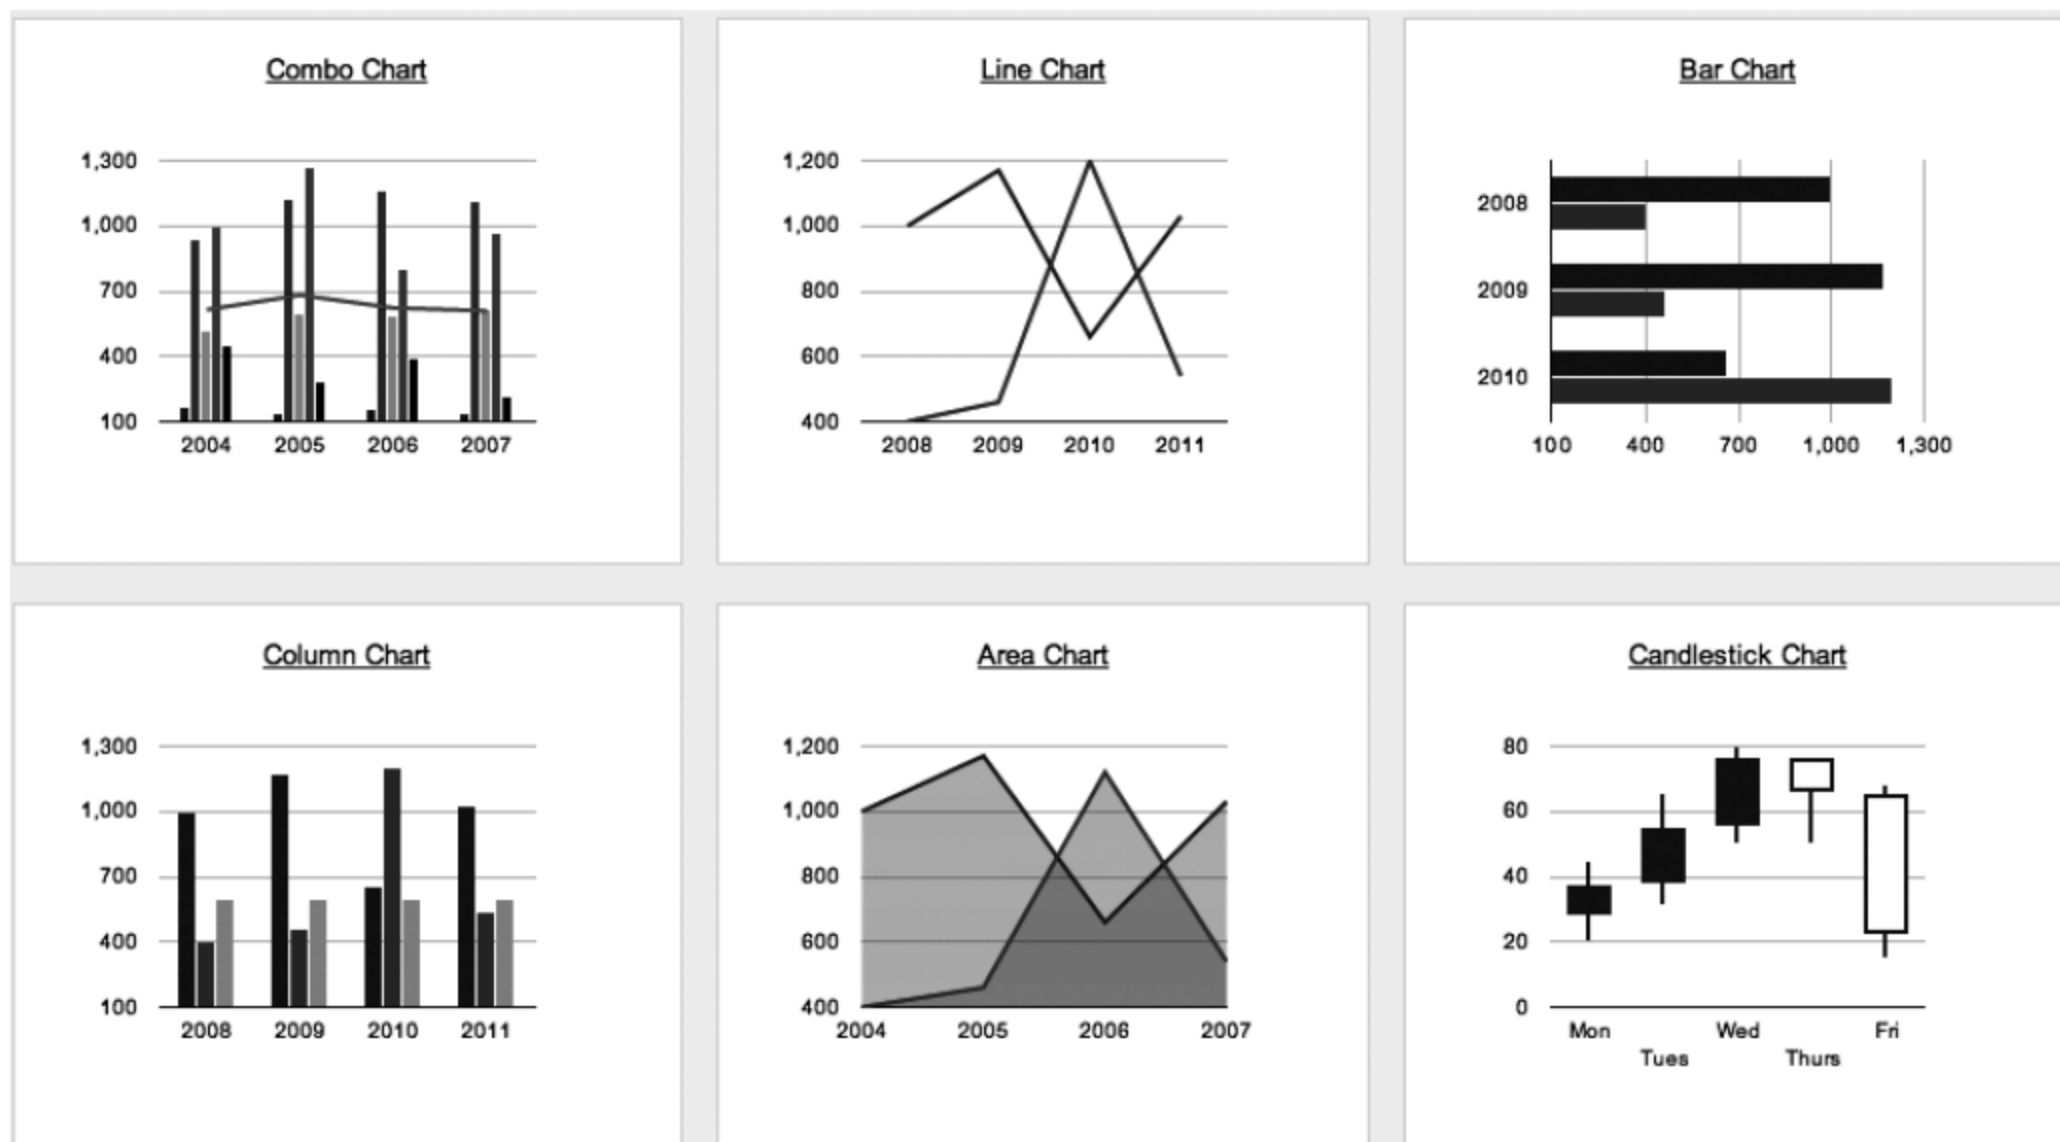 Combo Chart
1,300
1,000
700
400
100
2004 2005 2006 2007
Line Chart
1,200
1,000
800
600
400
2008 2009 2010 2011
Bar Chart
2008
2009
2010
100 400 700 1,000 1,300
Column Chart
1,300
1,000
700
400
100
2008 2009 2010 2011
Area Chart
1,200
1,000
800
600
400
2004 2005 2006 2007
Candlestick Chart
80
60
40
20
0
Mon Wed Fri
Tues Thurs